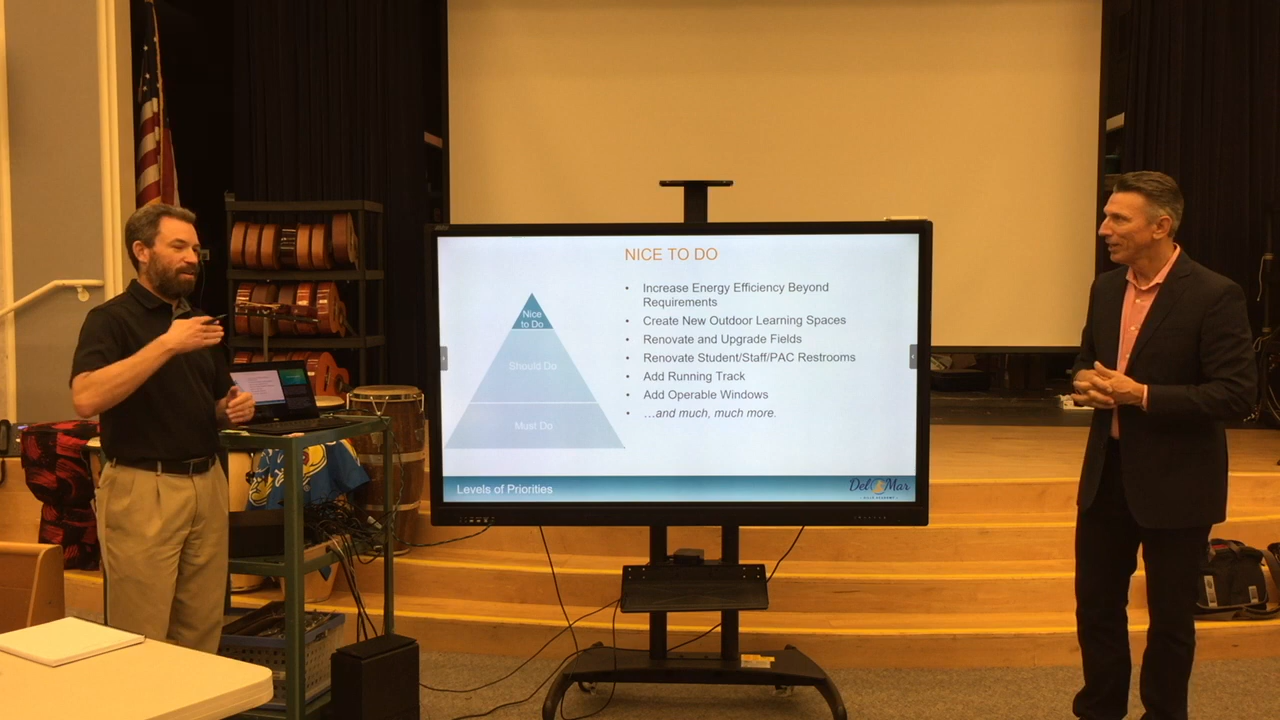 NICE TO DO
• Increase Energy Efficiency Beyond
Requirements
• Create New Outdoor Learning Spaces
• Renovate and Upgrade Fields
• Renovate Student/Staff/PAC Restrooms
• Add Running Track
• Add Operable Windows
• …and much, much more.
Nice
to Do
Should Do
Must Do
Levels of Priorities
Del Mar